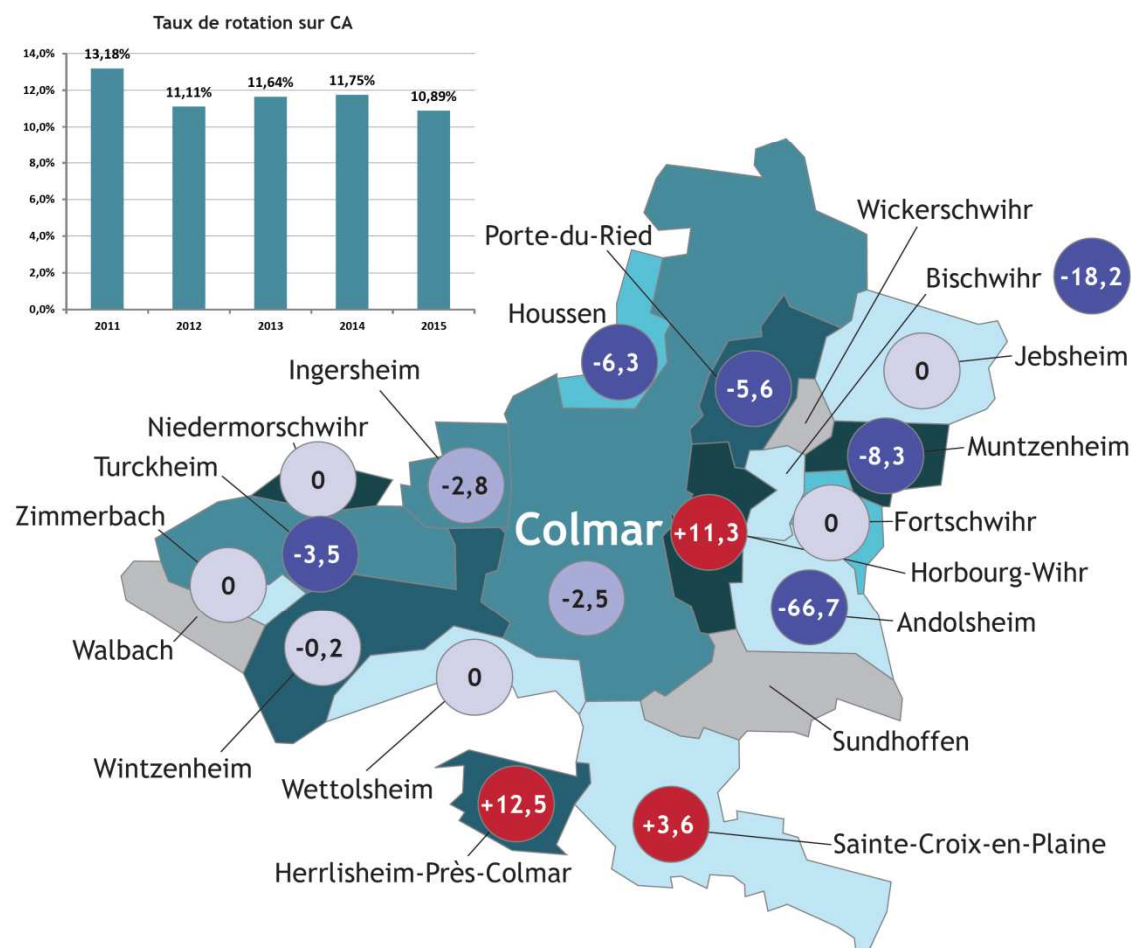 Taux de rotation sur CA
14,0%
12,0%
10,0%
8,0%
6,0%
4,0%
2,0%
0,0%
13,18%
11,11%
11,64%
11,75%
10,89%
2011
2012
2013
2014
2015
Wickerschwihr
Porte-du-Ried
Bischwihr
-18,2
Houssen
-6,3
-5,6
0
Jebsheim
Ingersheim
Niedermorschwihr
Turckheim
0
-2,8
-8,3
Muntzenheim
Zimmerbach
-3,5
Colmar
+11,3
0
Fortschwihr
Horbourg-Wihr
0
-2,5
-66,7
Andolsheim
Walbach
-0,2
0
Sundhoffen
Wintzenheim
Wettolsheim
+12,5
+3,6
Sainte-Croix-en-Plaine
Herrlisheim-Près-Colmar